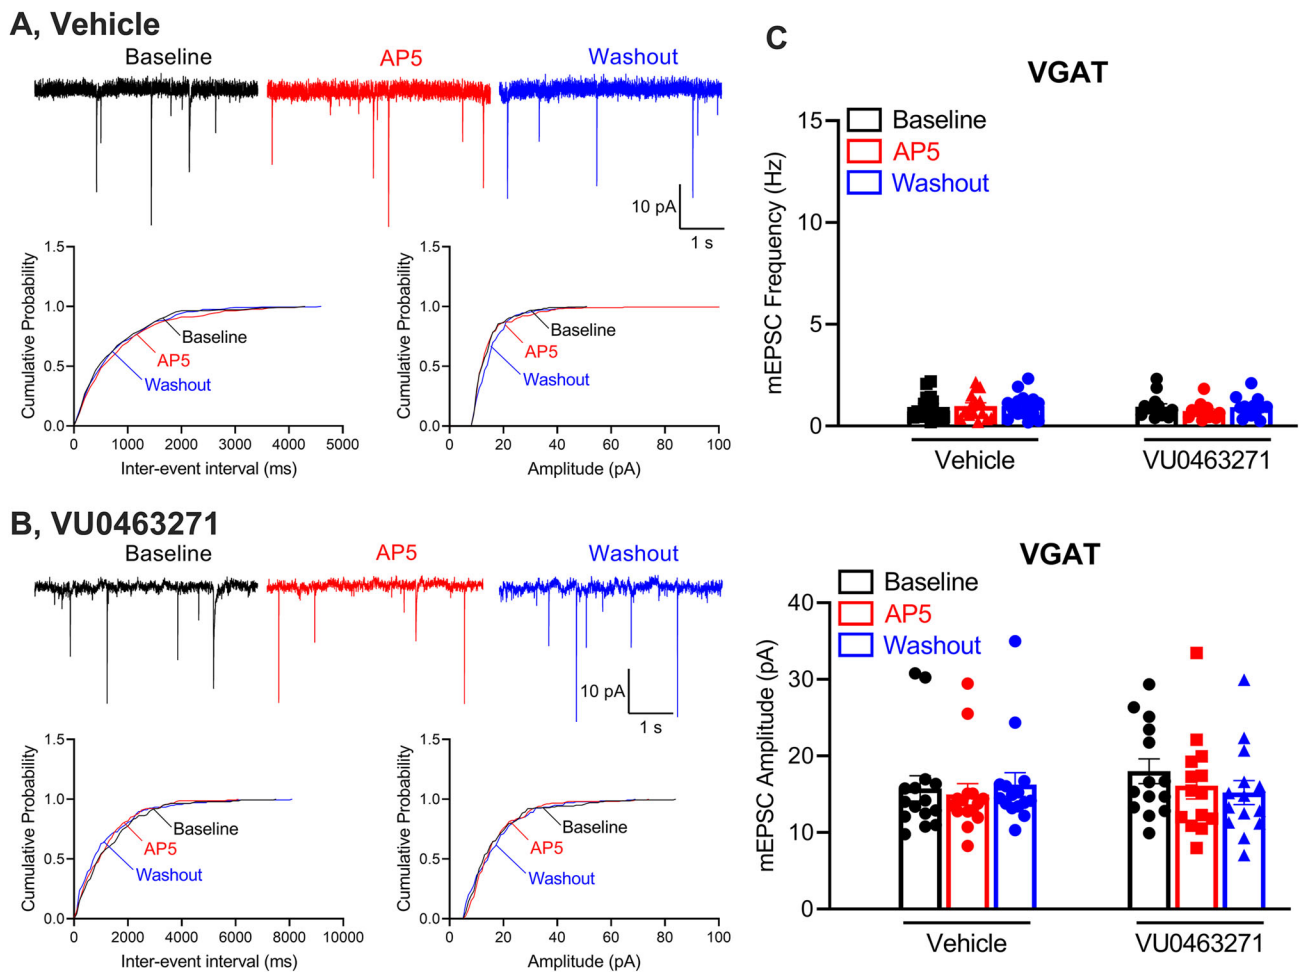 A, Vehicle
Baseline
AP5
Washout
10 pA
1 s
Cumulative Probability
1.5
1.0
0.5
0.0
0
1000
2000
3000
4000
5000
Inter-event interval (ms)
Baseline
AP5
Washout
Cumulative Probability
1.5
1.0
0.5
0.0
0
20
40
60
80
100
Amplitude (pA)
Baseline
AP5
Washout
B, VU0463271
Baseline
AP5
Washout
10 pA
1 s
Cumulative Probability
1.5
1.0
0.5
0.0
0
2000
4000
6000
8000
10000
Inter-event interval (ms)
Baseline
AP5
Washout
Cumulative Probability
1.5
1.0
0.5
0.0
0
20
40
60
80
100
Amplitude (pA)
Baseline
AP5
Washout
C
VGAT
Baseline
AP5
Washout
mEPSC Frequency (Hz)
15
10
5
0
Vehicle
VU0463271
VGAT
Baseline
AP5
Washout
mEPSC Amplitude (pA)
40
30
20
10
0
Vehicle
VU0463271